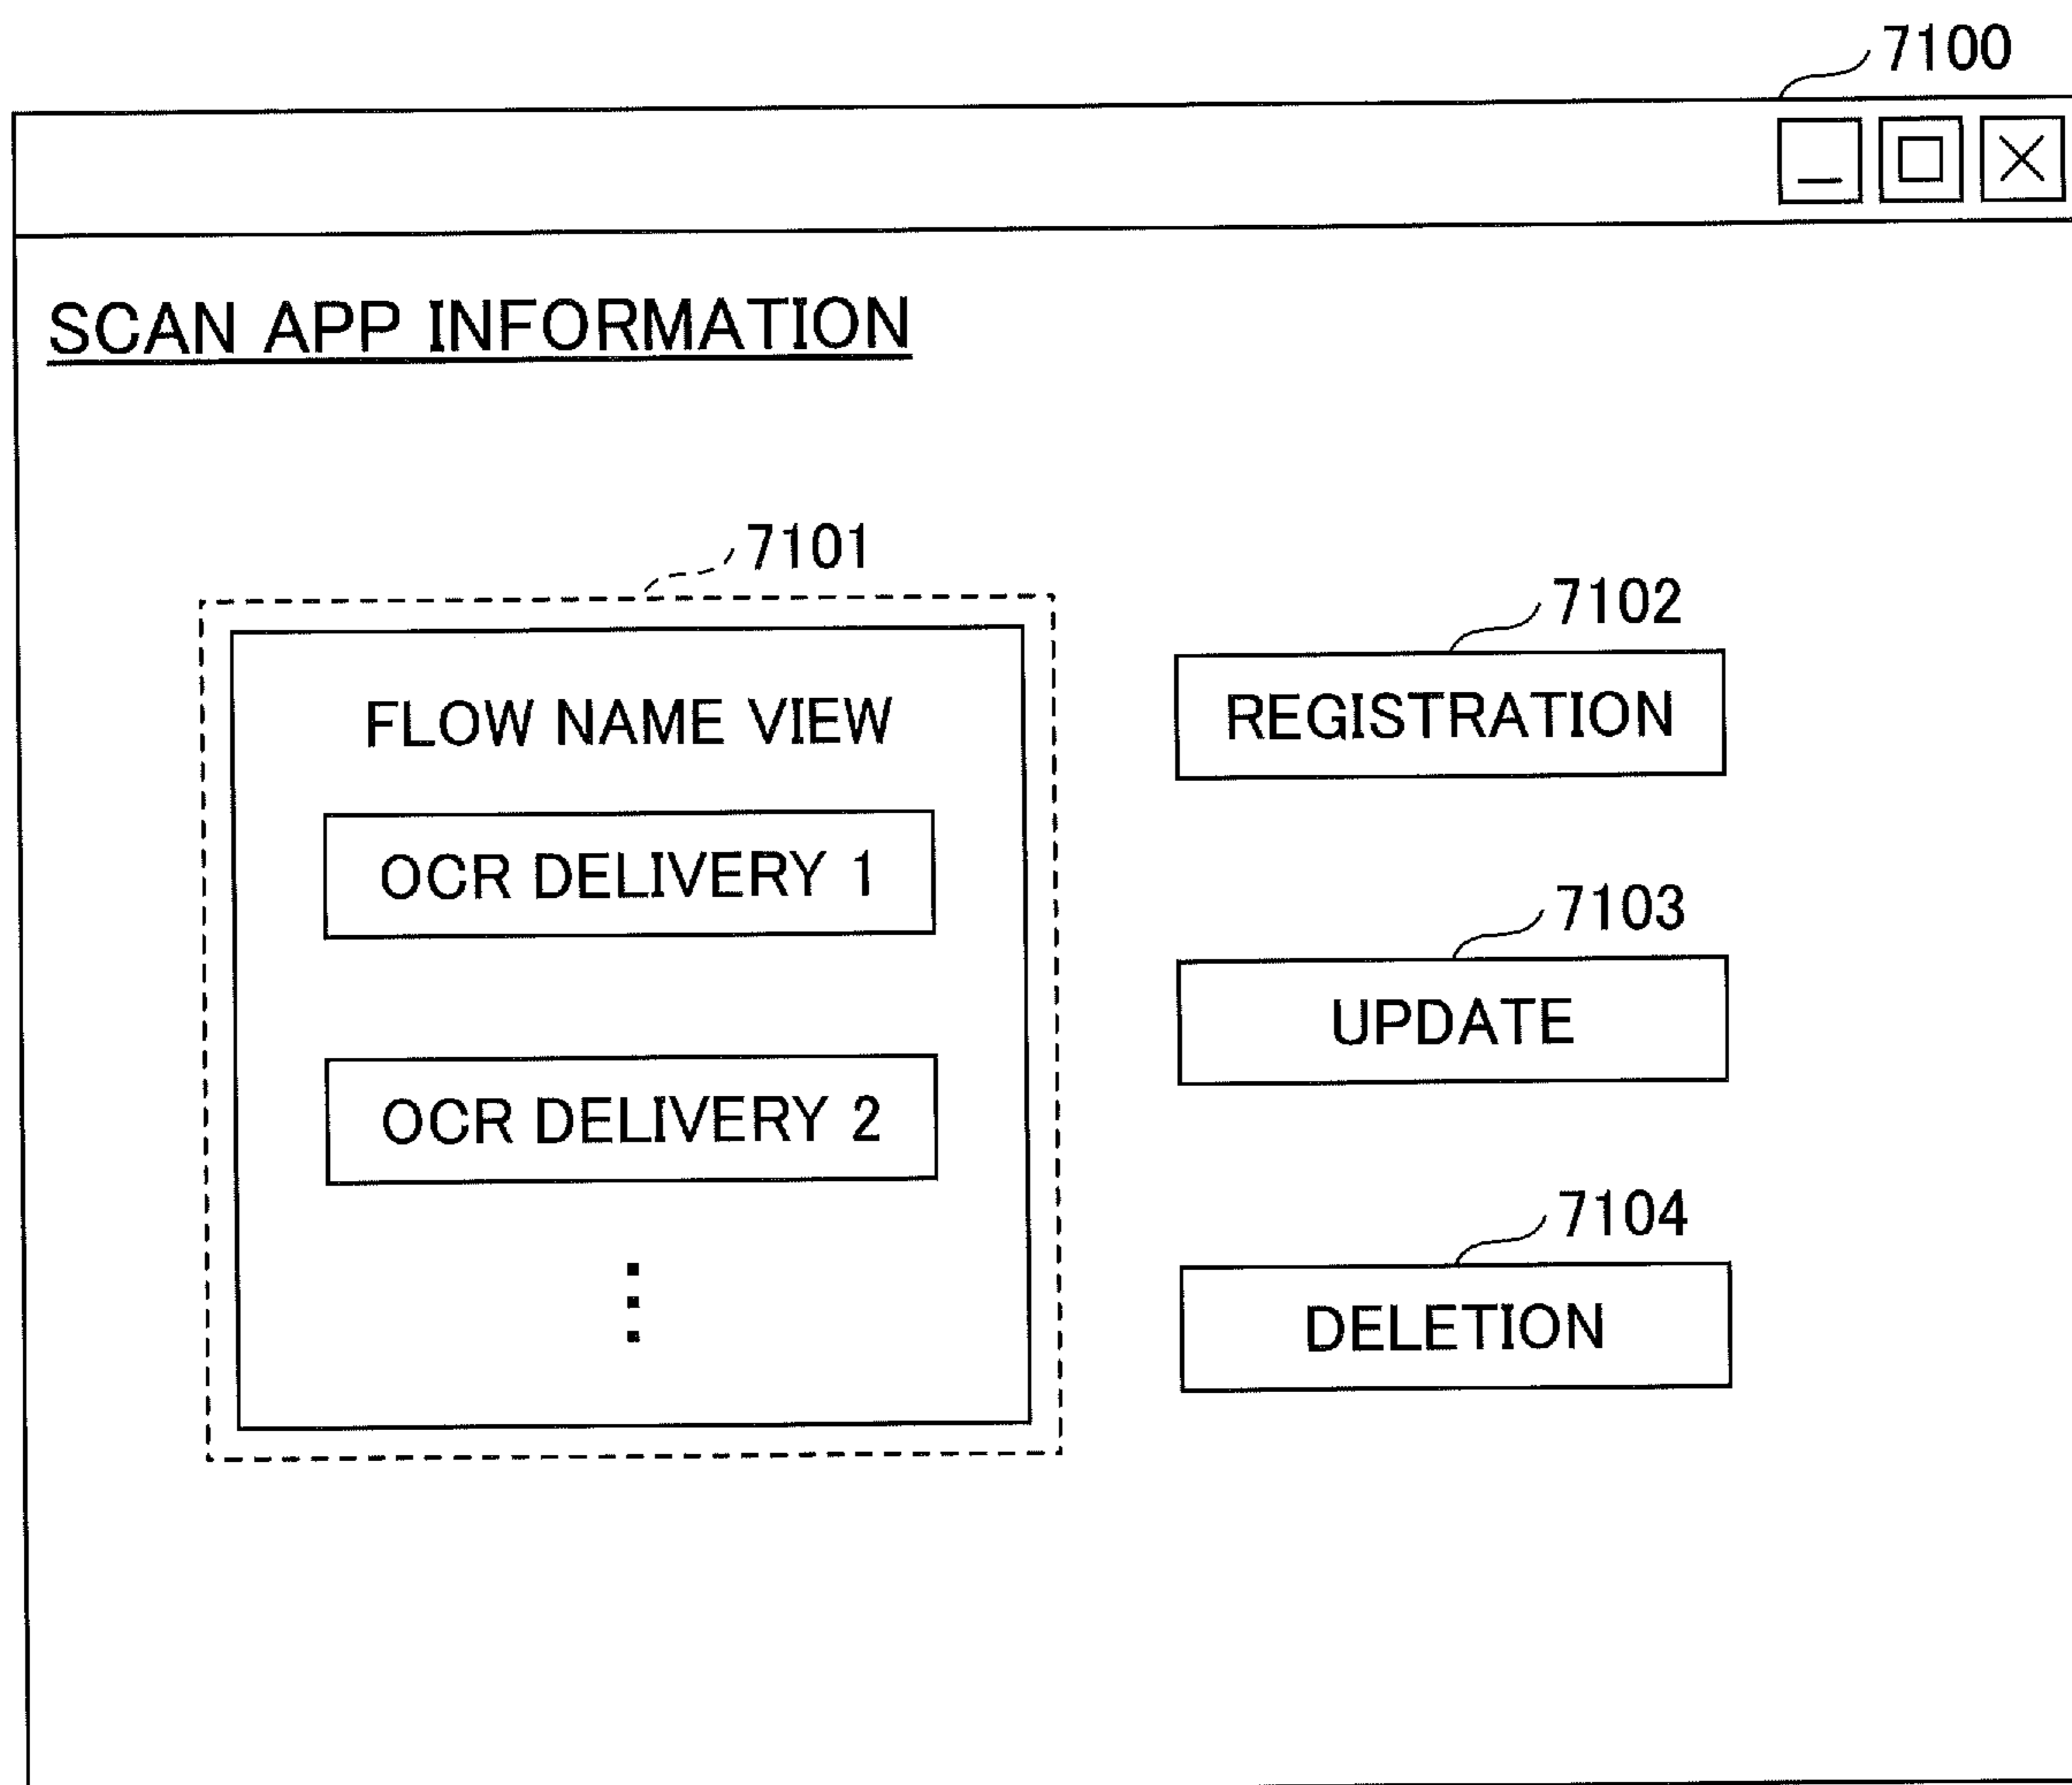 7100
SCAN APP INFORMATION
7101
FLOW NAME VIEW
OCR DELIVERY 1
OCR DELIVERY 2
7102
REGISTRATION
7103
UPDATE
7104
DELETION